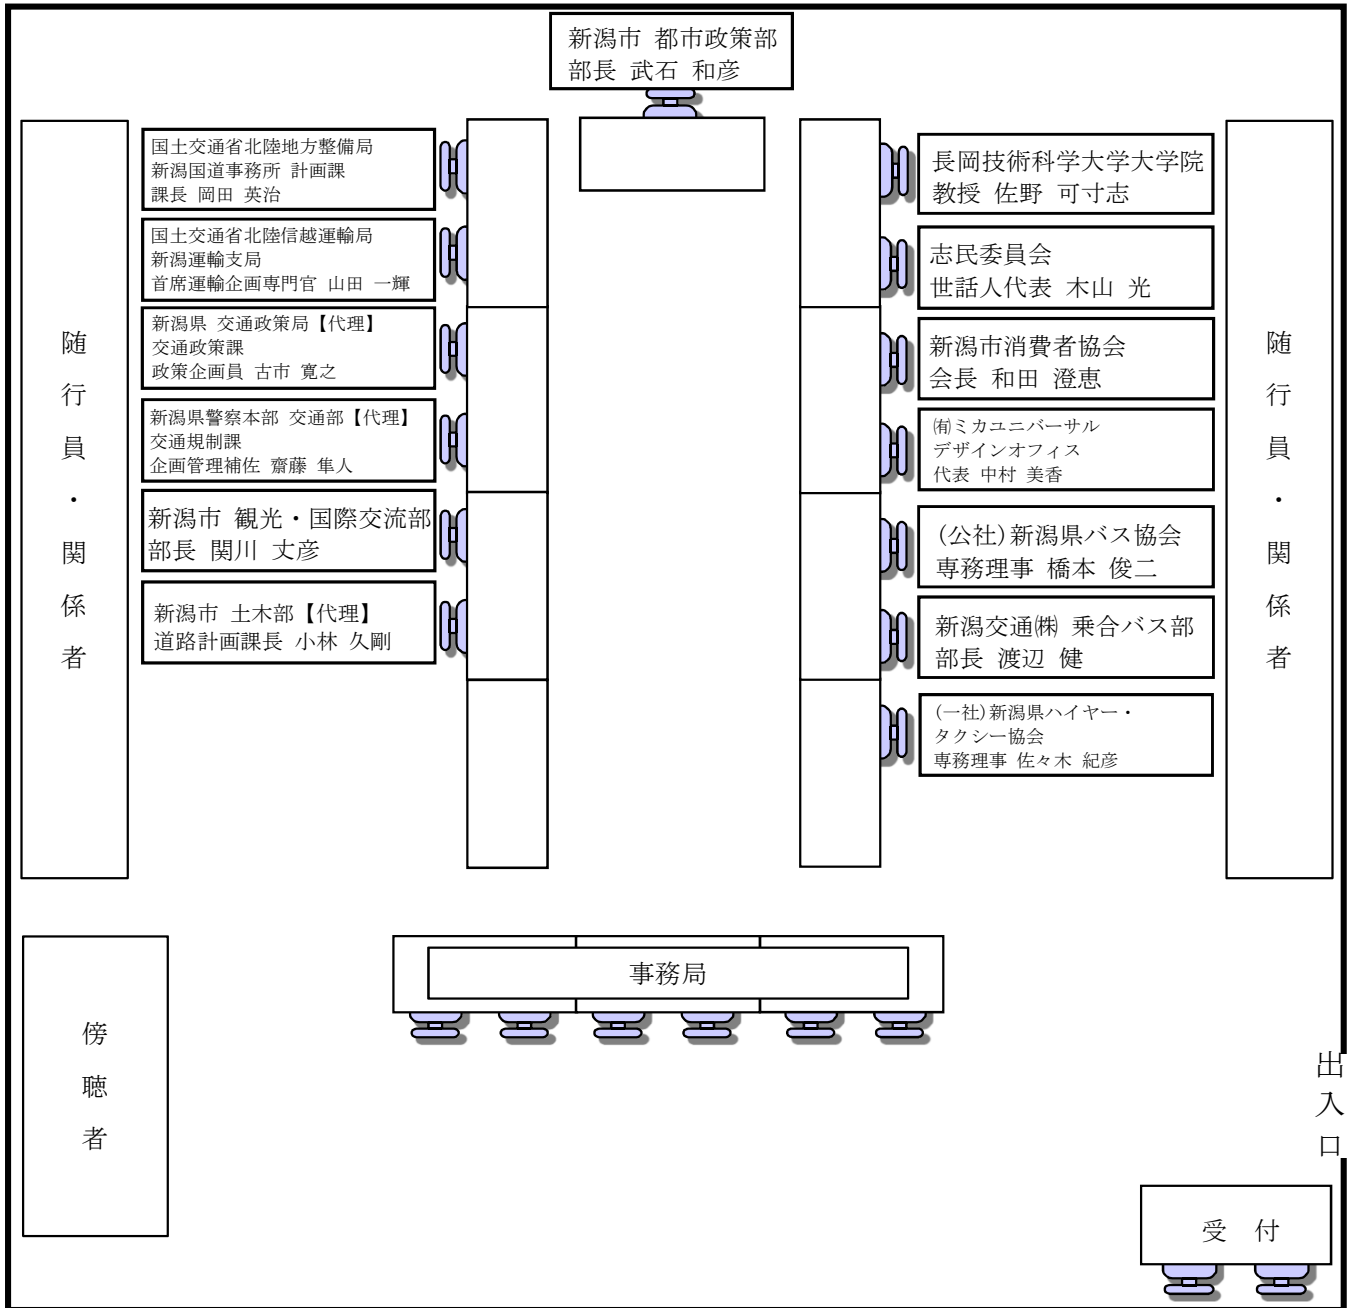 新潟市 都市政策部
部長 武石 和彦
随行員・関係者
国土交通省北陸地方整備局
新潟国道事務所 計画課
課長 岡田 英治
国土交通省北陸信越運輸局
新潟運輸支局
首席運輸企画専門官 山田 一輝
新潟県 交通政策局【代理】
交通政策課
政策企画員 古市 寛之
新潟県警察本部 交通部【代理】
交通規制課
企画管理補佐 齋藤 隼人
新潟市 観光・国際交流部
部長 関川 丈彦
新潟市 土木部【代理】
道路計画課長 小林 久剛
長岡技術科学大学大学院
教授 佐野 可寸志
志民委員会
世話人代表 木山 光
新潟市消費者協会
会長 和田 澄恵
㈲ミカユニバーサル
デザインオフィス
代表 中村 美香
(公社)新潟県バス協会
専務理事 橋本 俊二
新潟交通㈱ 乗合バス部
部長 渡辺 健
(一社)新潟県ハイヤー・
タクシー協会
専務理事 佐々木 紀彦
随行員・関係者
事務局
傍聴者
出入口
受 付